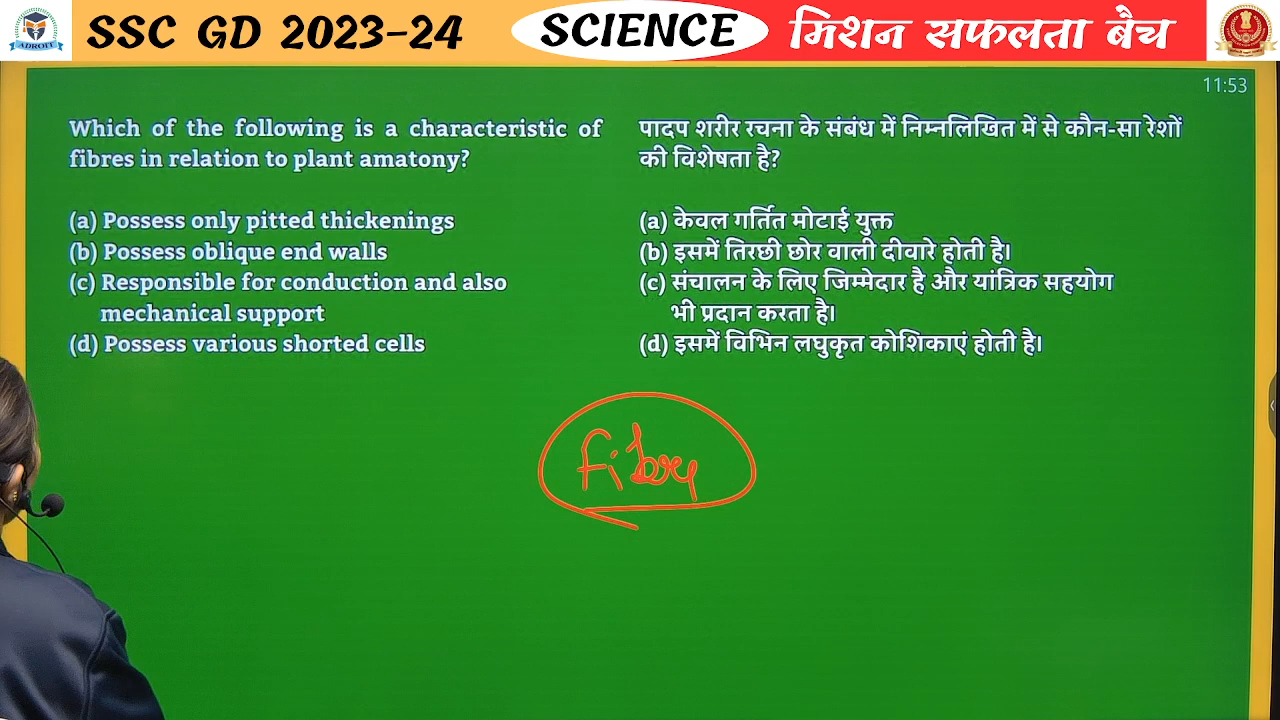 ADROIT
SSC GD 2023-24
SCIENCE
मिशन सफलता बैच
11:53
Which of the following is a characteristic of
fibres in relation to plant amatony?
(a) Possess only pitted thickenings
(b) Possess oblique end walls
(c) Responsible for conduction and also
mechanical support
(d) Possess various shorted cells
पादप शरीर रचना के संबंध में निम्नलिखित में से कौन-सा रेशों
की विशेषता है?
(a) केवल गर्तित मोटाई युक्त
(b) इसमें तिरछी छोर वाली दीवारे होती है।
(c) संचालन के लिए जिम्मेदार है और यांत्रिक सहयोग
भी प्रदान करता है।
(d) इसमें विभिन लघुकृत कोशिकाएं होती है।